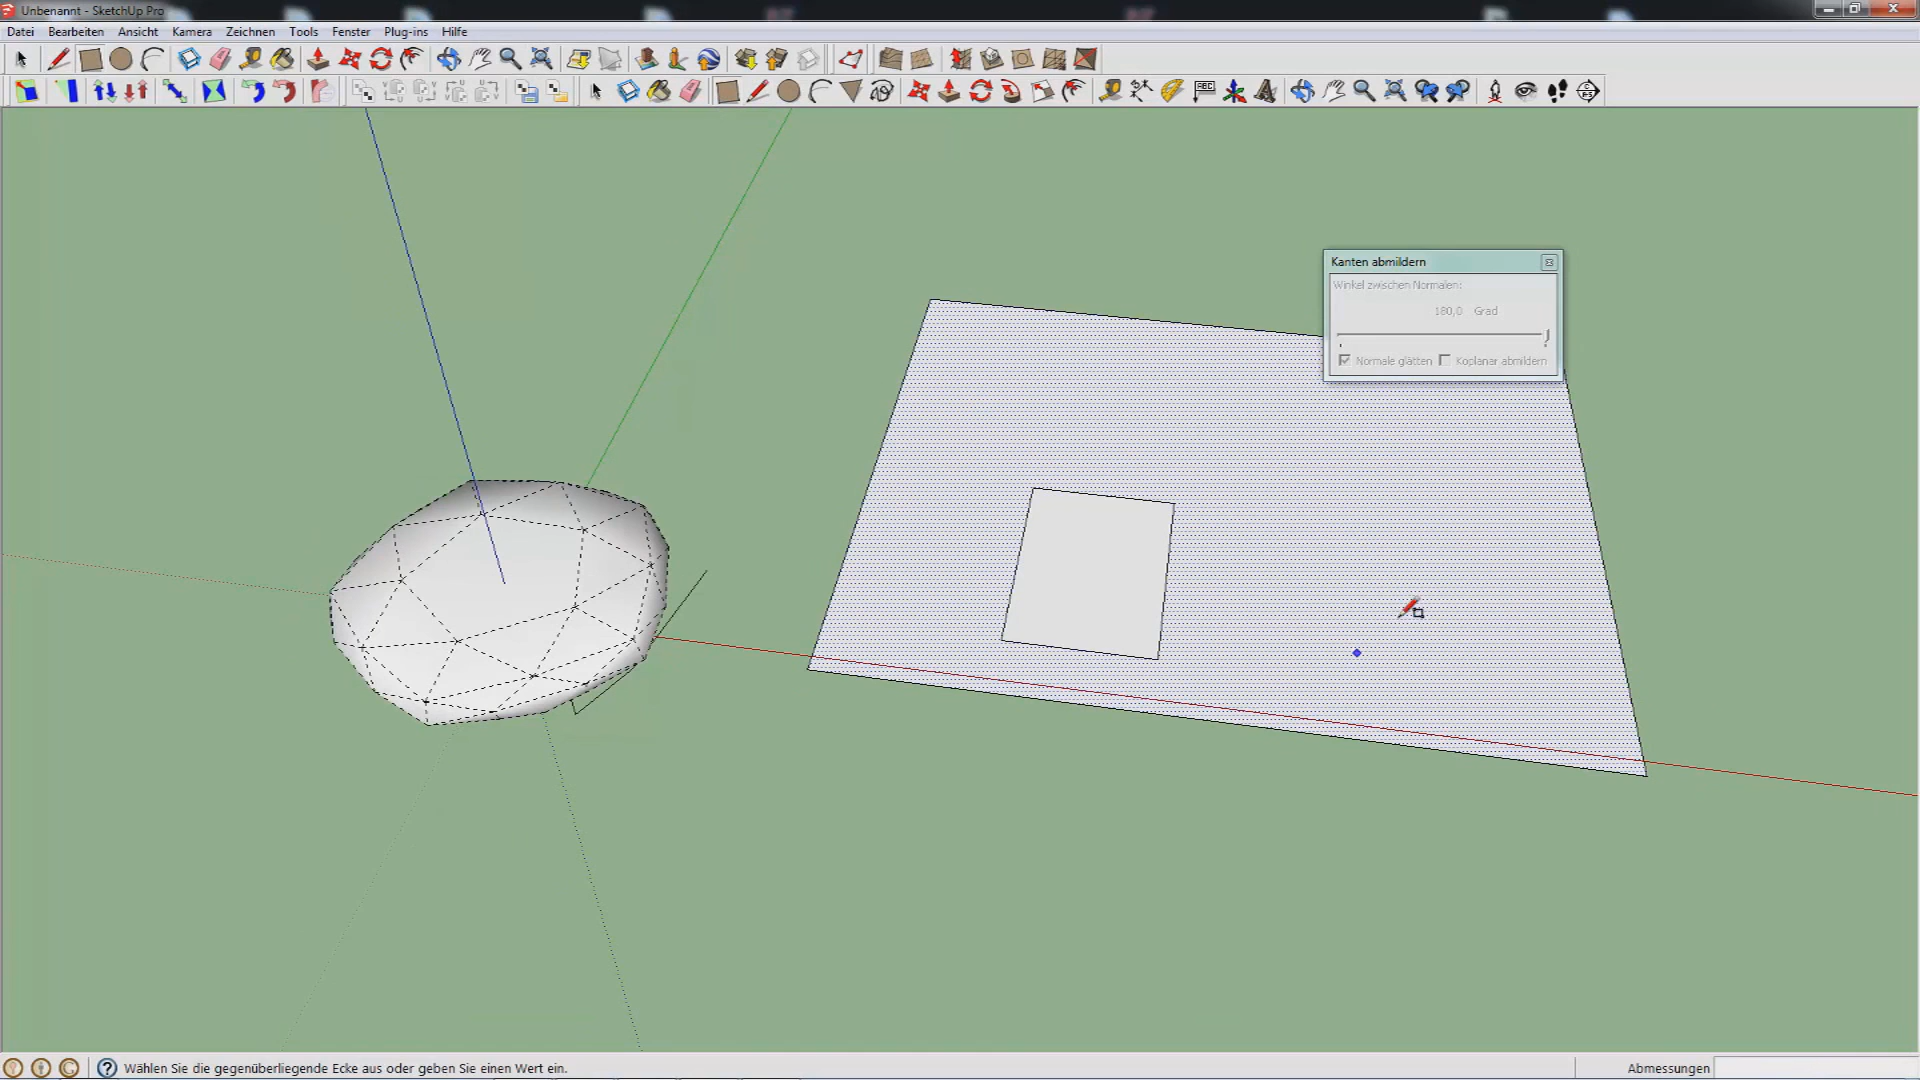 Unbenannt - SketchUp Pro
Datei Bearbeiten Ansicht Kamera Zeichnen Tools Fenster Plug-ins Hilfe
ABC
Kanten abmildern
Winkel zwischen Normalen:
180,0 Grad
Normale glätten Koplanar abmildern
Wählen Sie die gegenüberliegende Ecke aus oder geben Sie einen Wert ein.
Abmessungen